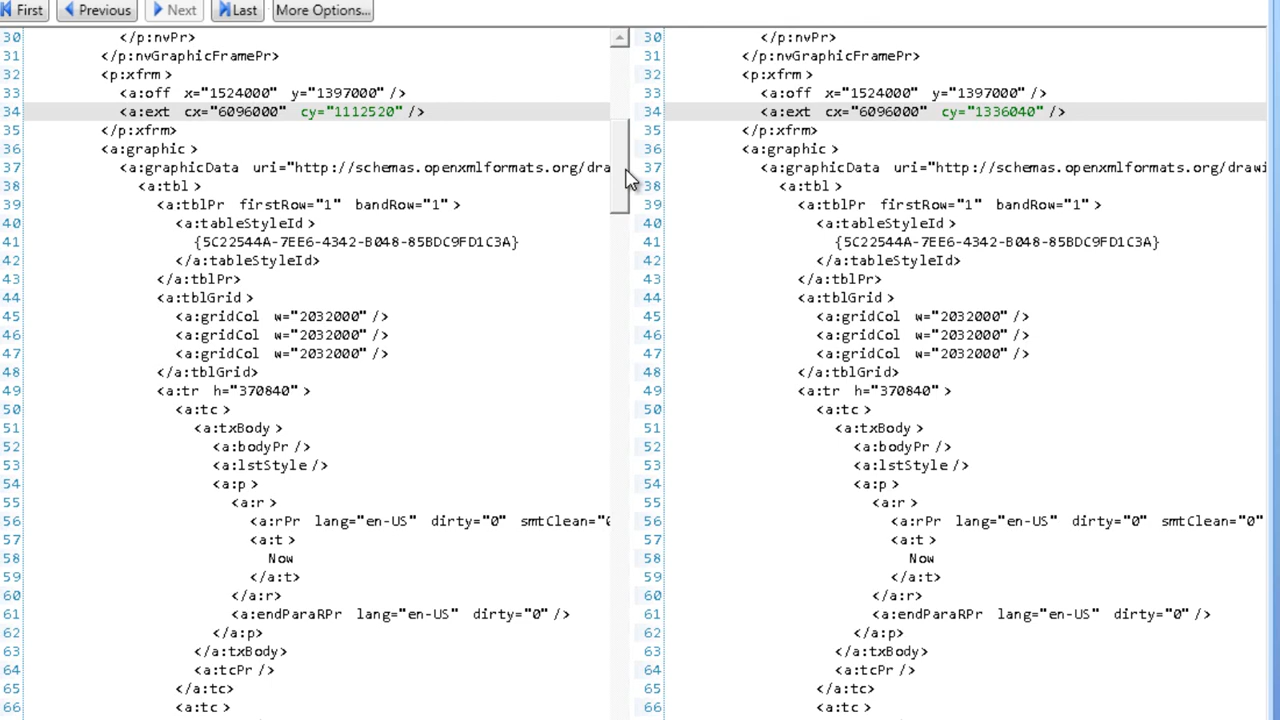 First Previous Next Last More Options...
30 </p:nvPr>
31 </p:nvGraphicFramePr>
32 <p:xfrm>
33 <a:off x="1524000" y="1397000" />
34 <a:ext cx="6096000" cy="1112520" />
35 </p:xfrm>
36 <a:graphic>
37 <a:graphicData uri="http://schemas.openxmlformats.org/dra
38 <a:tbl>
39 <a:tblPr firstRow="1" bandRow="1">
40 <a:tableStyleId>
41 {5C22544A-7EE6-4342-B048-85BDC9FD1C3A}
42 </a:tableStyleId>
43 </a:tblPr>
44 <a:tblGrid>
45 <a:gridCol w="2032000" />
46 <a:gridCol w="2032000" />
47 <a:gridCol w="2032000" />
48 </a:tblGrid>
49 <a:tr h="370840">
50 <a:tc>
51 <a:txBody>
52 <a:bodyPr />
53 <a:lstStyle />
54 <a:p>
55 <a:r>
56 <a:rPr lang="en-US" dirty="0" smtClean="0
57 <a:t>
58 Now
59 </a:t>
60 </a:r>
61 <a:endParaRPr lang="en-US" dirty="0" />
62 </a:p>
63 </a:txBody>
64 <a:tcPr />
65 </a:tc>
66 <a:tc>
30 </p:nvPr>
31 </p:nvGraphicFramePr>
32 <p:xfrm>
33 <a:off x="1524000" y="1397000" />
34 <a:ext cx="6096000" cy="1336040" />
35 </p:xfrm>
36 <a:graphic>
37 <a:graphicData uri="http://schemas.openxmlformats.org/drawi
38 <a:tbl>
39 <a:tblPr firstRow="1" bandRow="1">
40 <a:tableStyleId>
41 {5C22544A-7EE6-4342-B048-85BDC9FD1C3A}
42 </a:tableStyleId>
43 </a:tblPr>
44 <a:tblGrid>
45 <a:gridCol w="2032000" />
46 <a:gridCol w="2032000" />
47 <a:gridCol w="2032000" />
48 </a:tblGrid>
49 <a:tr h="370840">
50 <a:tc>
51 <a:txBody>
52 <a:bodyPr />
53 <a:lstStyle />
54 <a:p>
55 <a:r>
56 <a:rPr lang="en-US" dirty="0" smtClean="0"
57 <a:t>
58 Now
59 </a:t>
60 </a:r>
61 <a:endParaRPr lang="en-US" dirty="0" />
62 </a:p>
63 </a:txBody>
64 <a:tcPr />
65 </a:tc>
66 <a:tc>